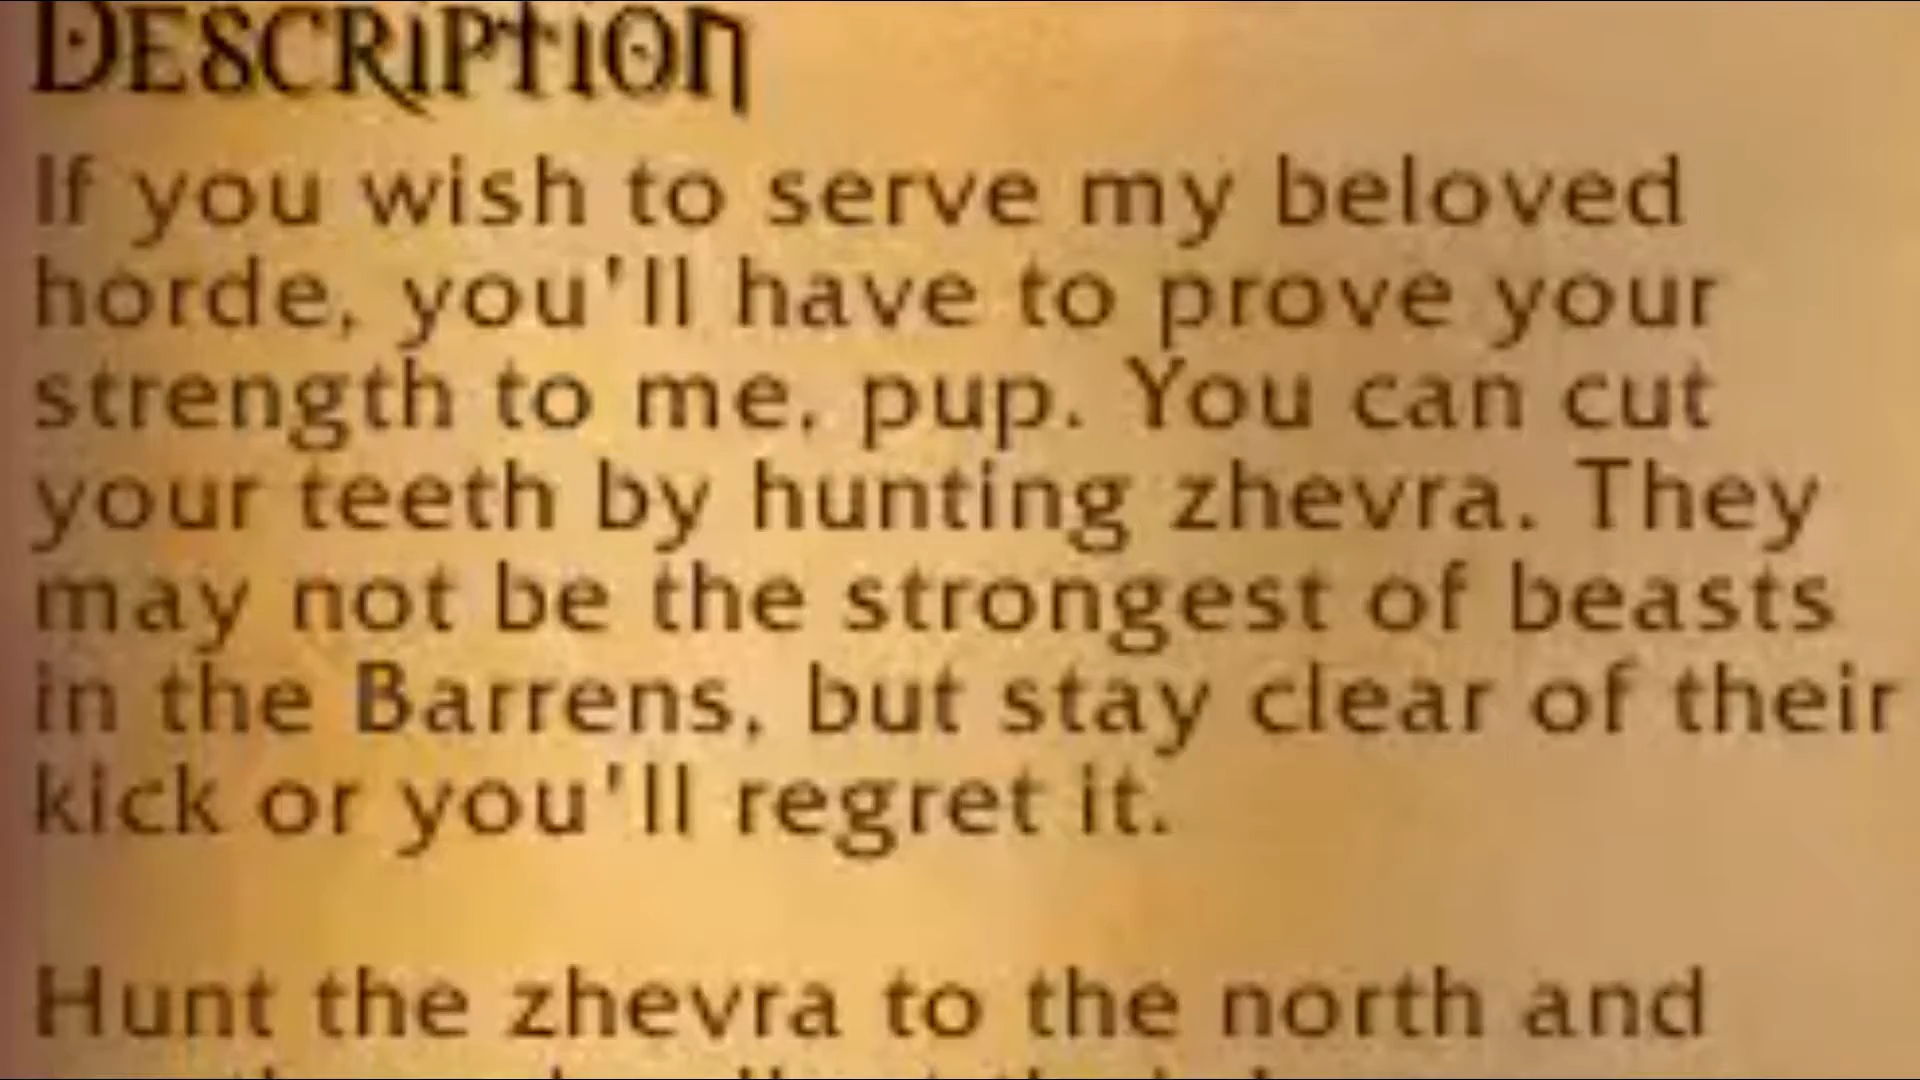 Description
If you wish to serve my beloved
horde, you'll have to prove your
strength to me, pup. You can cut
your teeth by hunting zhevra. They
may not be the strongest of beasts
in the Barrens, but stay clear of their
kick or you'll regret it.
Hunt the zhevra to the north and